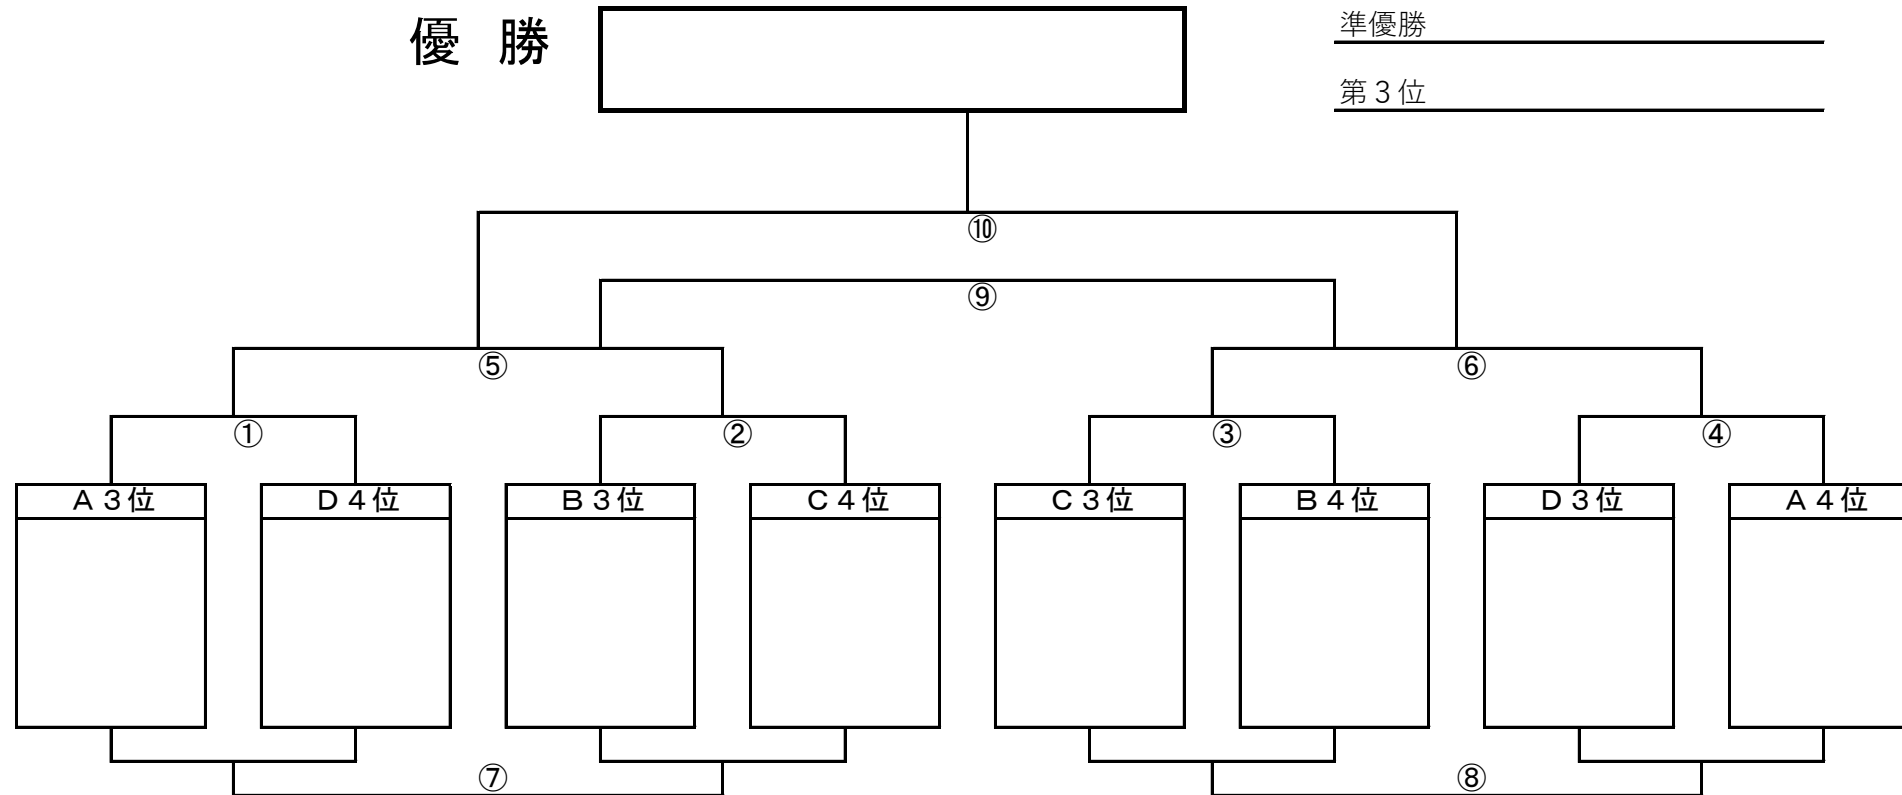 優 勝
準優勝
第３位
⑩
⑨
⑤ ⑥
① ② ③ ④
Ａ３位 Ｄ４位 Ｂ３位 Ｃ４位 Ｃ３位 Ｂ４位 Ｄ３位 Ａ４位
⑦ ⑧